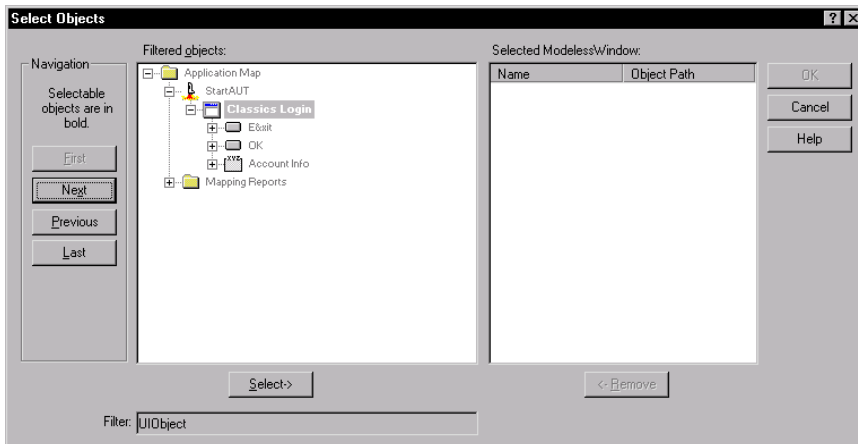 Select Objects
Navigation
Selectable
objects are in
bold.
First
Next
Previous
Last
Filtered objects:
Application Map
StartAUT
Classics Login
E&xit
OK
XYZ
Account Info
Mapping Reports
Select->
Filter: UIObject
Selected ModelessWindow:
Name Object Path
<- Remove
OK
Cancel
Help